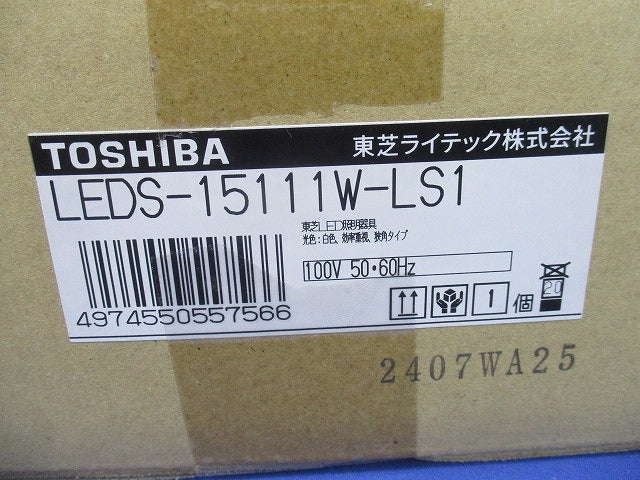 TOSHIBA 東芝ライテック株式会社
LEDS-15111W-LS1
東芝LED照明器具
光色：白色、効率重視、狭角タイプ
100V 50・60Hz
4974550557566
1 個
20
2407WA25